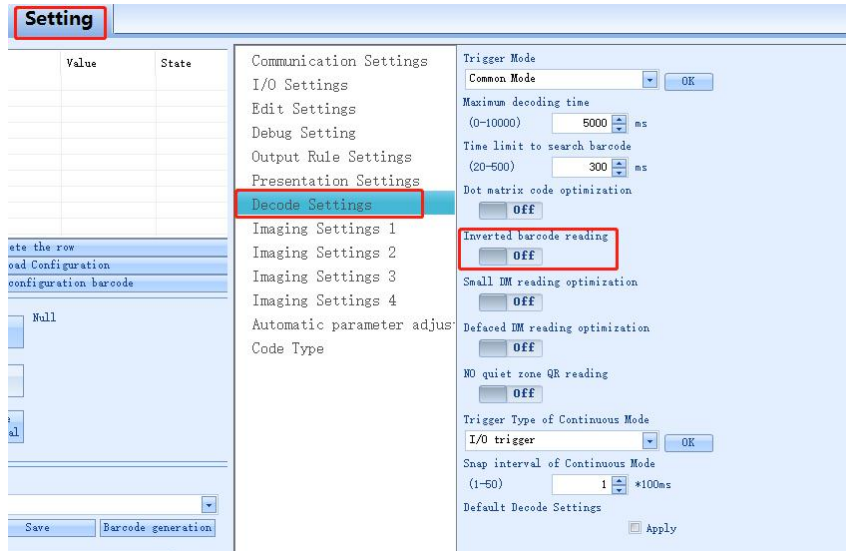 Setting
Value State
ete the row
oad Configuration
configuration barcode
Null
al
Save Barcode generation
Communication Settings
I/O Settings
Edit Settings
Debug Setting
Output Rule Settings
Presentation Settings
Decode Settings
Imaging Settings 1
Imaging Settings 2
Imaging Settings 3
Imaging Settings 4
Automatic parameter adjus
Code Type
Trigger Mode
Common Mode OK
Maximum decoding time
(0-10000) 5000 ms
Time limit to search barcode
(20-500) 300 ms
Dot matrix code optimization
Off
Inverted barcode reading
Off
Small DM reading optimization
Off
Defaced DM reading optimization
Off
NO quiet zone QR reading
Off
Trigger Type of Continuous Mode
I/O trigger OK
Snap interval of Continuous Mode
(1-50) 1 *100ms
Default Decode Settings
Apply